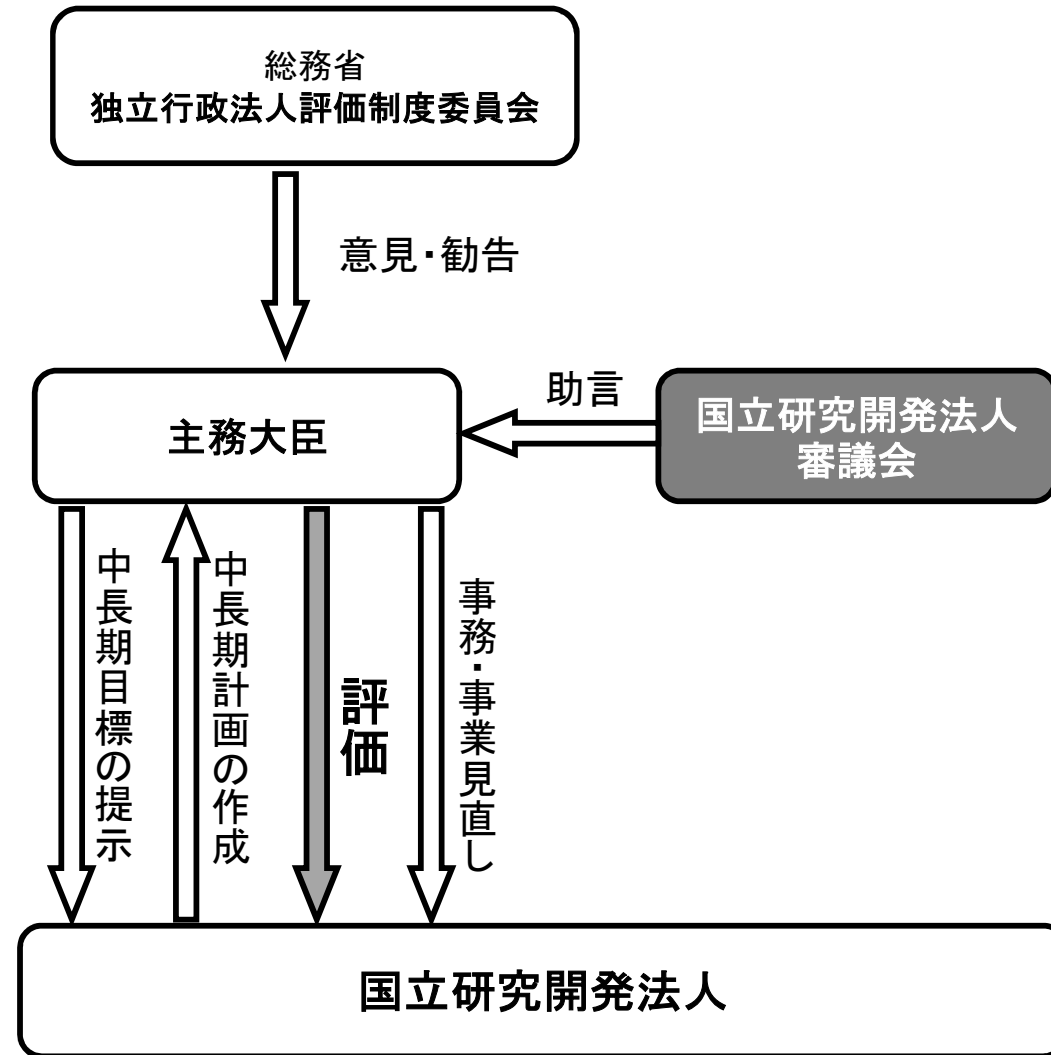 総務省
独立行政法人評価制度委員会
意見・勧告
主務大臣
助言
国立研究開発法人
審議会
中長期目標の提示
中長期計画の作成
評価
事務・事業見直し
国立研究開発法人